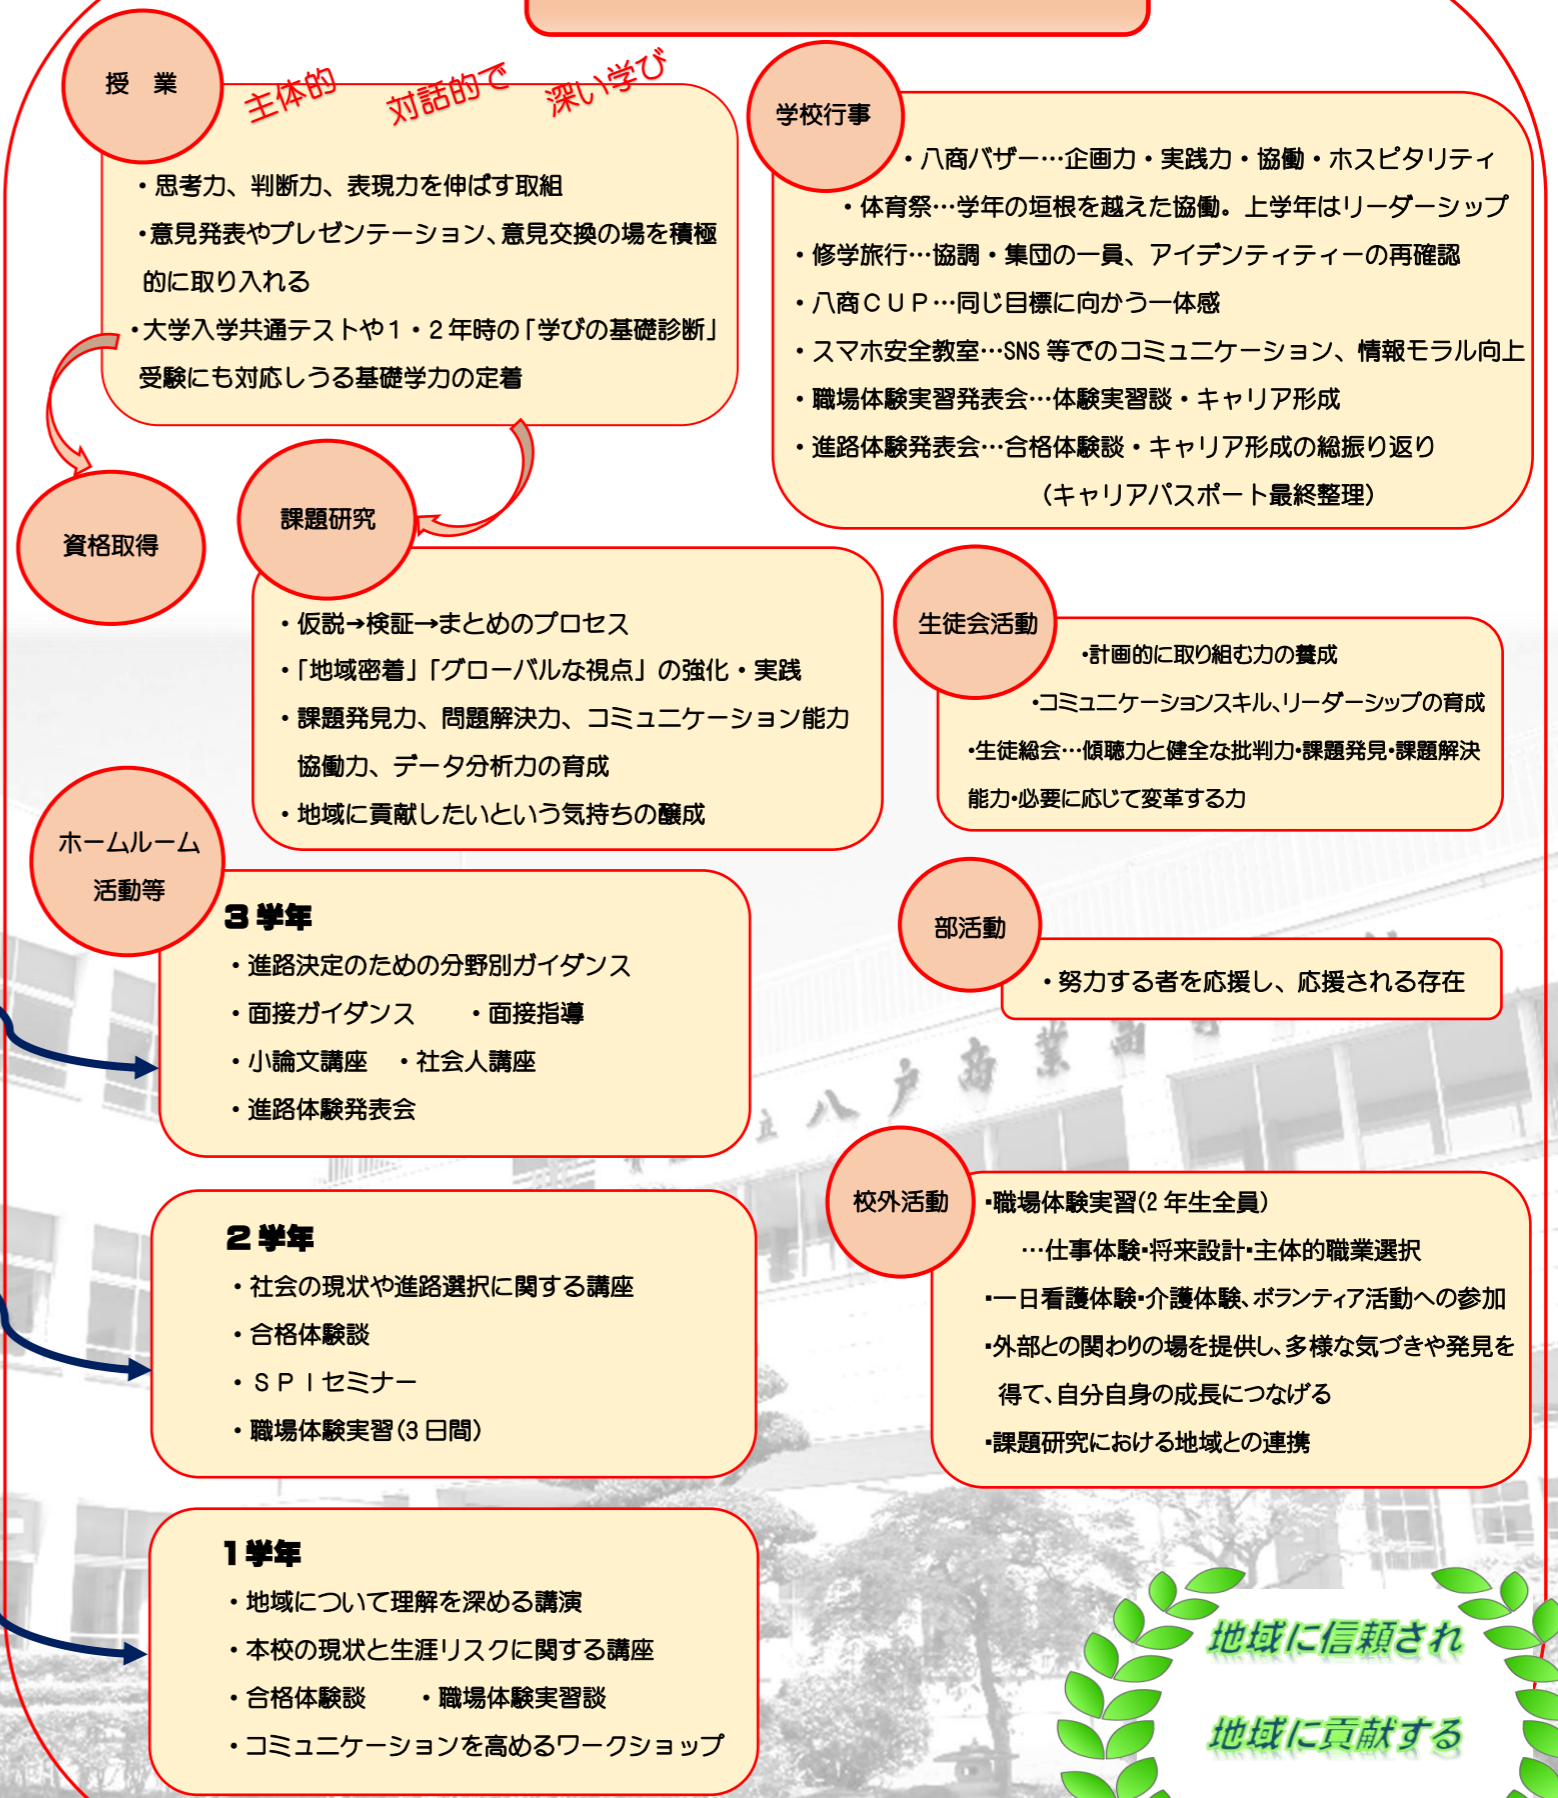 授　業
主体的　対話的で　深い学び
・思考力、判断力、表現力を伸ばす取組
・意見発表やプレゼンテーション、意見交換の場を積極
的に取り入れる
・大学入学共通テストや１・２年時の「学びの基礎診断」
受験にも対応しうる基礎学力の定着
資格取得
課題研究
・仮説→検証→まとめのプロセス
・「地域密着」「グローバルな視点」の強化・実践
・課題発見力、問題解決力、コミュニケーション能力
協働力、データ分析力の育成
・地域に貢献したいという気持ちの醸成
ホームルーム
活動等
３学年
・進路決定のための分野別ガイダンス
・面接ガイダンス　　・面接指導
・小論文講座　・社会人講座
・進路体験発表会
２学年
・社会の現状や進路選択に関する講座
・合格体験談
・ＳＰＩセミナー
・職場体験実習(3日間)
１学年
・地域について理解を深める講演
・本校の現状と生涯リスクに関する講座
・合格体験談　　・職場体験実習談
・コミュニケーションを高めるワークショップ
学校行事
・八商バザー…企画力・実践力・協働・ホスピタリティ
・体育祭…学年の垣根を越えた協働。上学年はリーダーシップ
・修学旅行…協調・集団の一員、アイデンティティーの再確認
・八商ＣＵＰ…同じ目標に向かう一体感
・スマホ安全教室…SNS等でのコミュニケーション、情報モラル向上
・職場体験実習発表会…体験実習談・キャリア形成
・進路体験発表会…合格体験談・キャリア形成の総振り返り
（キャリアパスポート最終整理）
生徒会活動
・計画的に取り組む力の養成
・コミュニケーションスキル、リーダーシップの育成
・生徒総会…傾聴力と健全な批判力・課題発見・課題解決
能力・必要に応じて変革する力
部活動
・努力する者を応援し、応援される存在
立八戸商業高
校外活動
・職場体験実習(2年生全員)
…仕事体験・将来設計・主体的職業選択
・一日看護体験・介護体験、ボランティア活動への参加
・外部との関わりの場を提供し、多様な気づきや発見を
得て、自分自身の成長につなげる
・課題研究における地域との連携
地域に信頼され
地域に貢献する